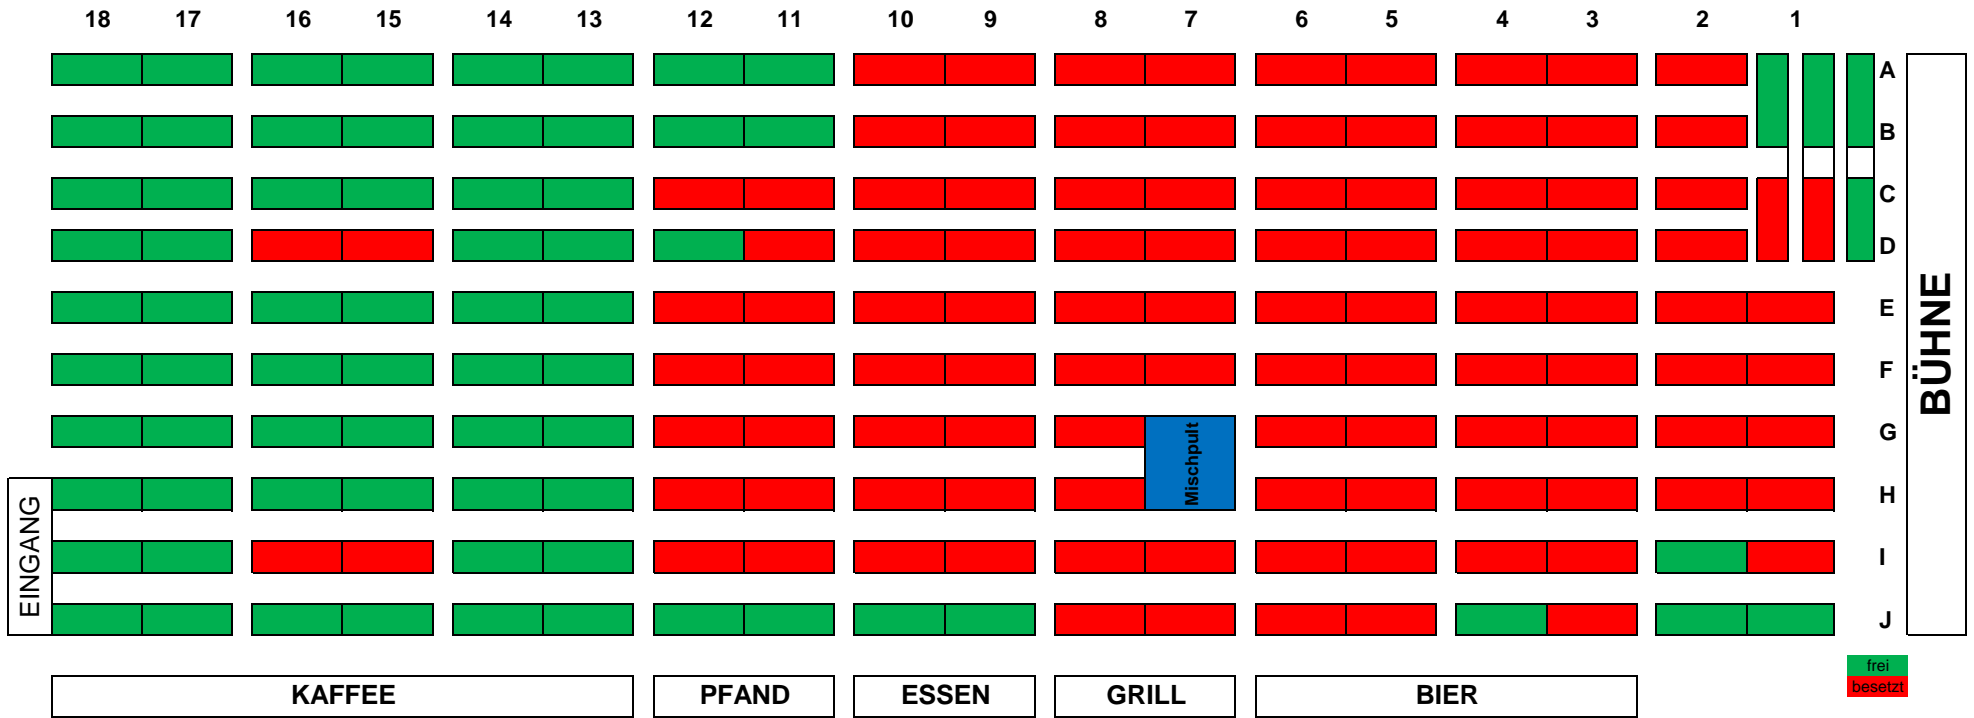 18 17 16 15 14 13 12 11 10 9 8 7 6 5 4 3 2 1
A
B
C
D
E
F
G
H
I
J
BÜHNE
Mischpult
EINGANG
frei
besetzt
KAFFEE PFAND ESSEN GRILL BIER